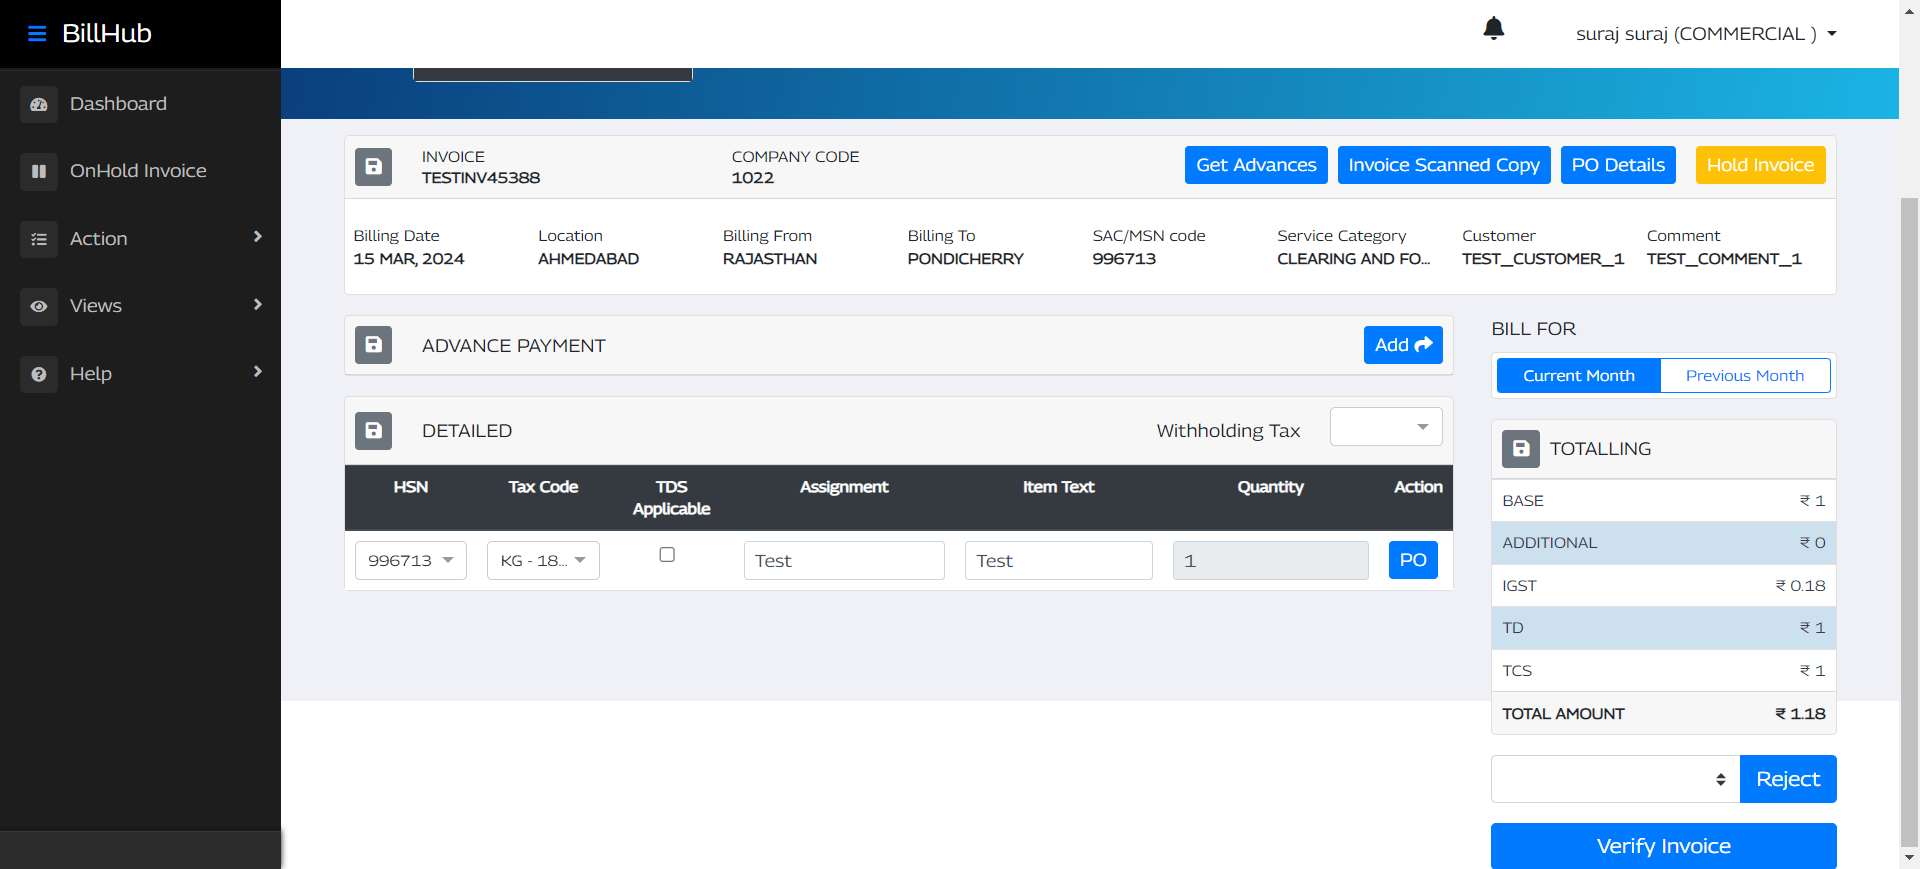 BillHub
suraj suraj (COMMERCIAL )
Dashboard
OnHold Invoice
Action
Views
Help
INVOICE
TESTINV45388
COMPANY CODE
1022
Get Advances
Invoice Scanned Copy
PO Details
Hold Invoice
Billing Date
15 MAR, 2024
Location
AHMEDABAD
Billing From
RAJASTHAN
Billing To
PONDICHERRY
SAC/MSN code
996713
Service Category
CLEARING AND FO...
Customer
TEST_CUSTOMER_1
Comment
TEST_COMMENT_1
ADVANCE PAYMENT
Add
DETAILED
Withholding Tax
HSN Tax Code TDS Applicable Assignment Item Text Quantity Action
996713 KG - 18... Test Test 1 PO
BILL FOR
Current Month Previous Month
TOTALLING
BASE ₹ 1
ADDITIONAL ₹ 0
IGST ₹ 0.18
TD ₹ 1
TCS ₹ 1
TOTAL AMOUNT ₹ 1.18
Reject
Verify Invoice